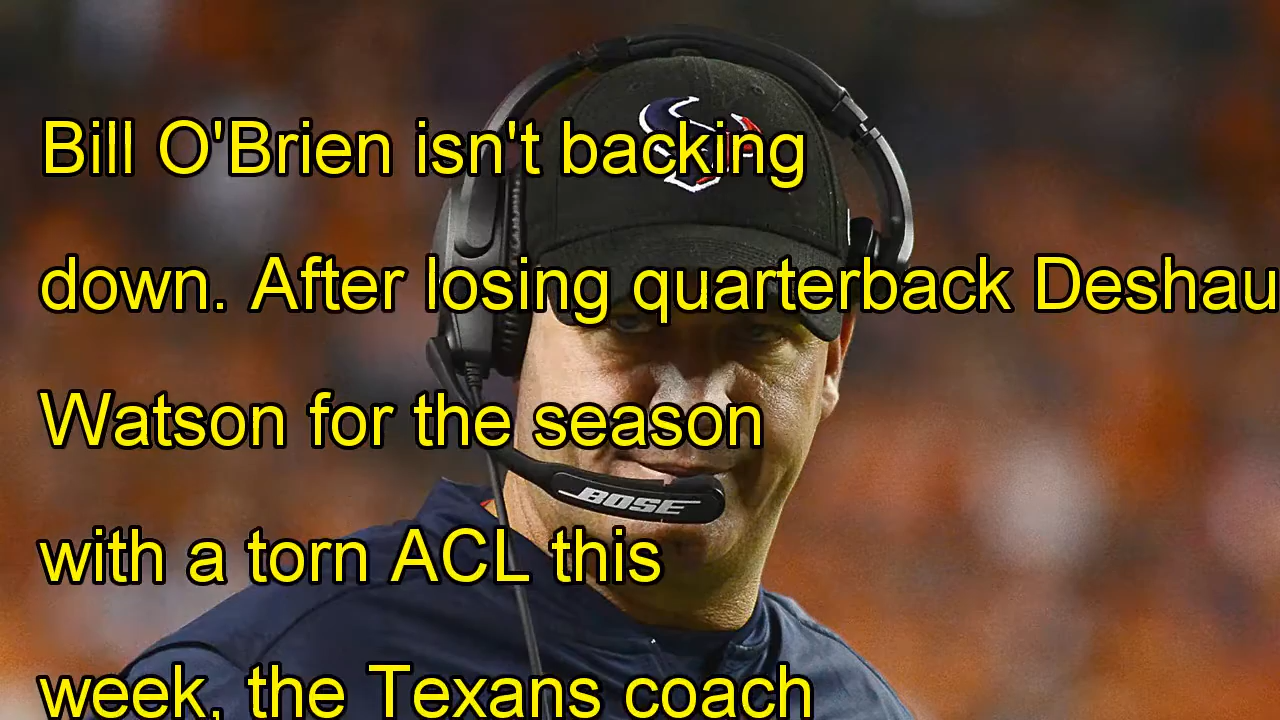 Bill O'Brien isn't backing
down. After losing quarterback Deshau
Watson for the season
BOSE
with a torn ACL this
week, the Texans coach